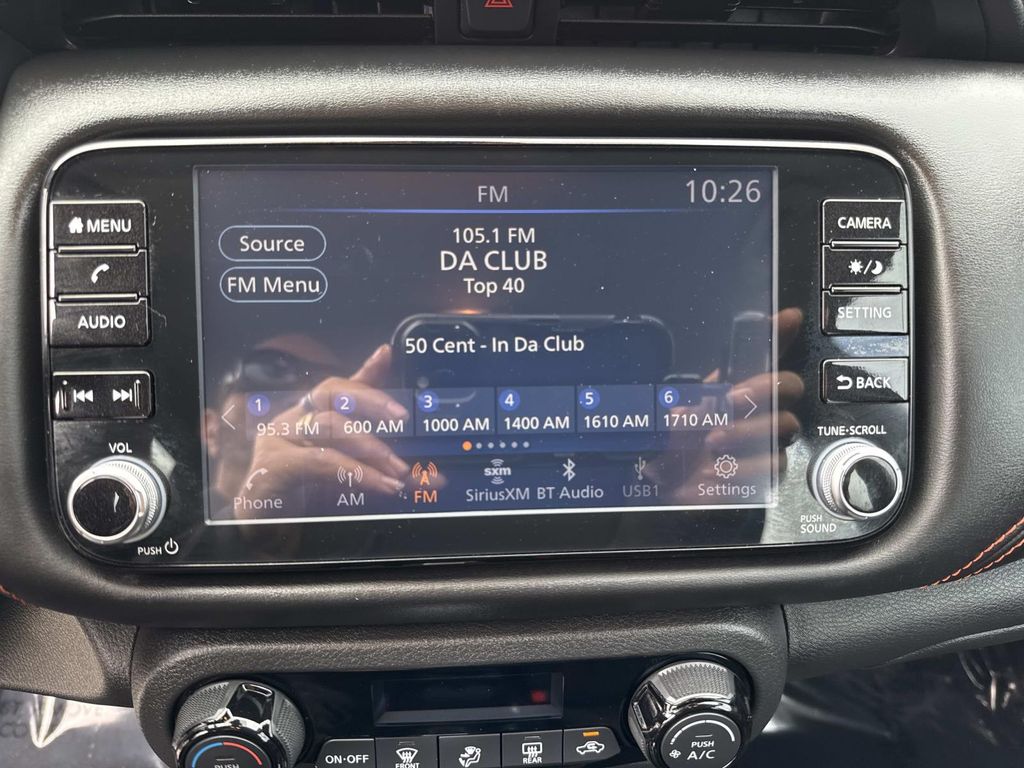 FM
10:26
MENU
Source
105.1 FM
DA CLUB
Top 40
FM Menu
AUDIO
50 Cent - In Da Club
1 2 3 4 5 6
95.3 FM 600 AM 1000 AM 1400 AM 1610 AM 1710 AM
Phone AM FM SiriusXM BT Audio USB1 Settings
sxm
VOL
PUSH
CAMERA
SETTING
BACK
TUNE·SCROLL
PUSH
SOUND
PUSH
ON·OFF
FRONT
REAR
PUSH
A/C